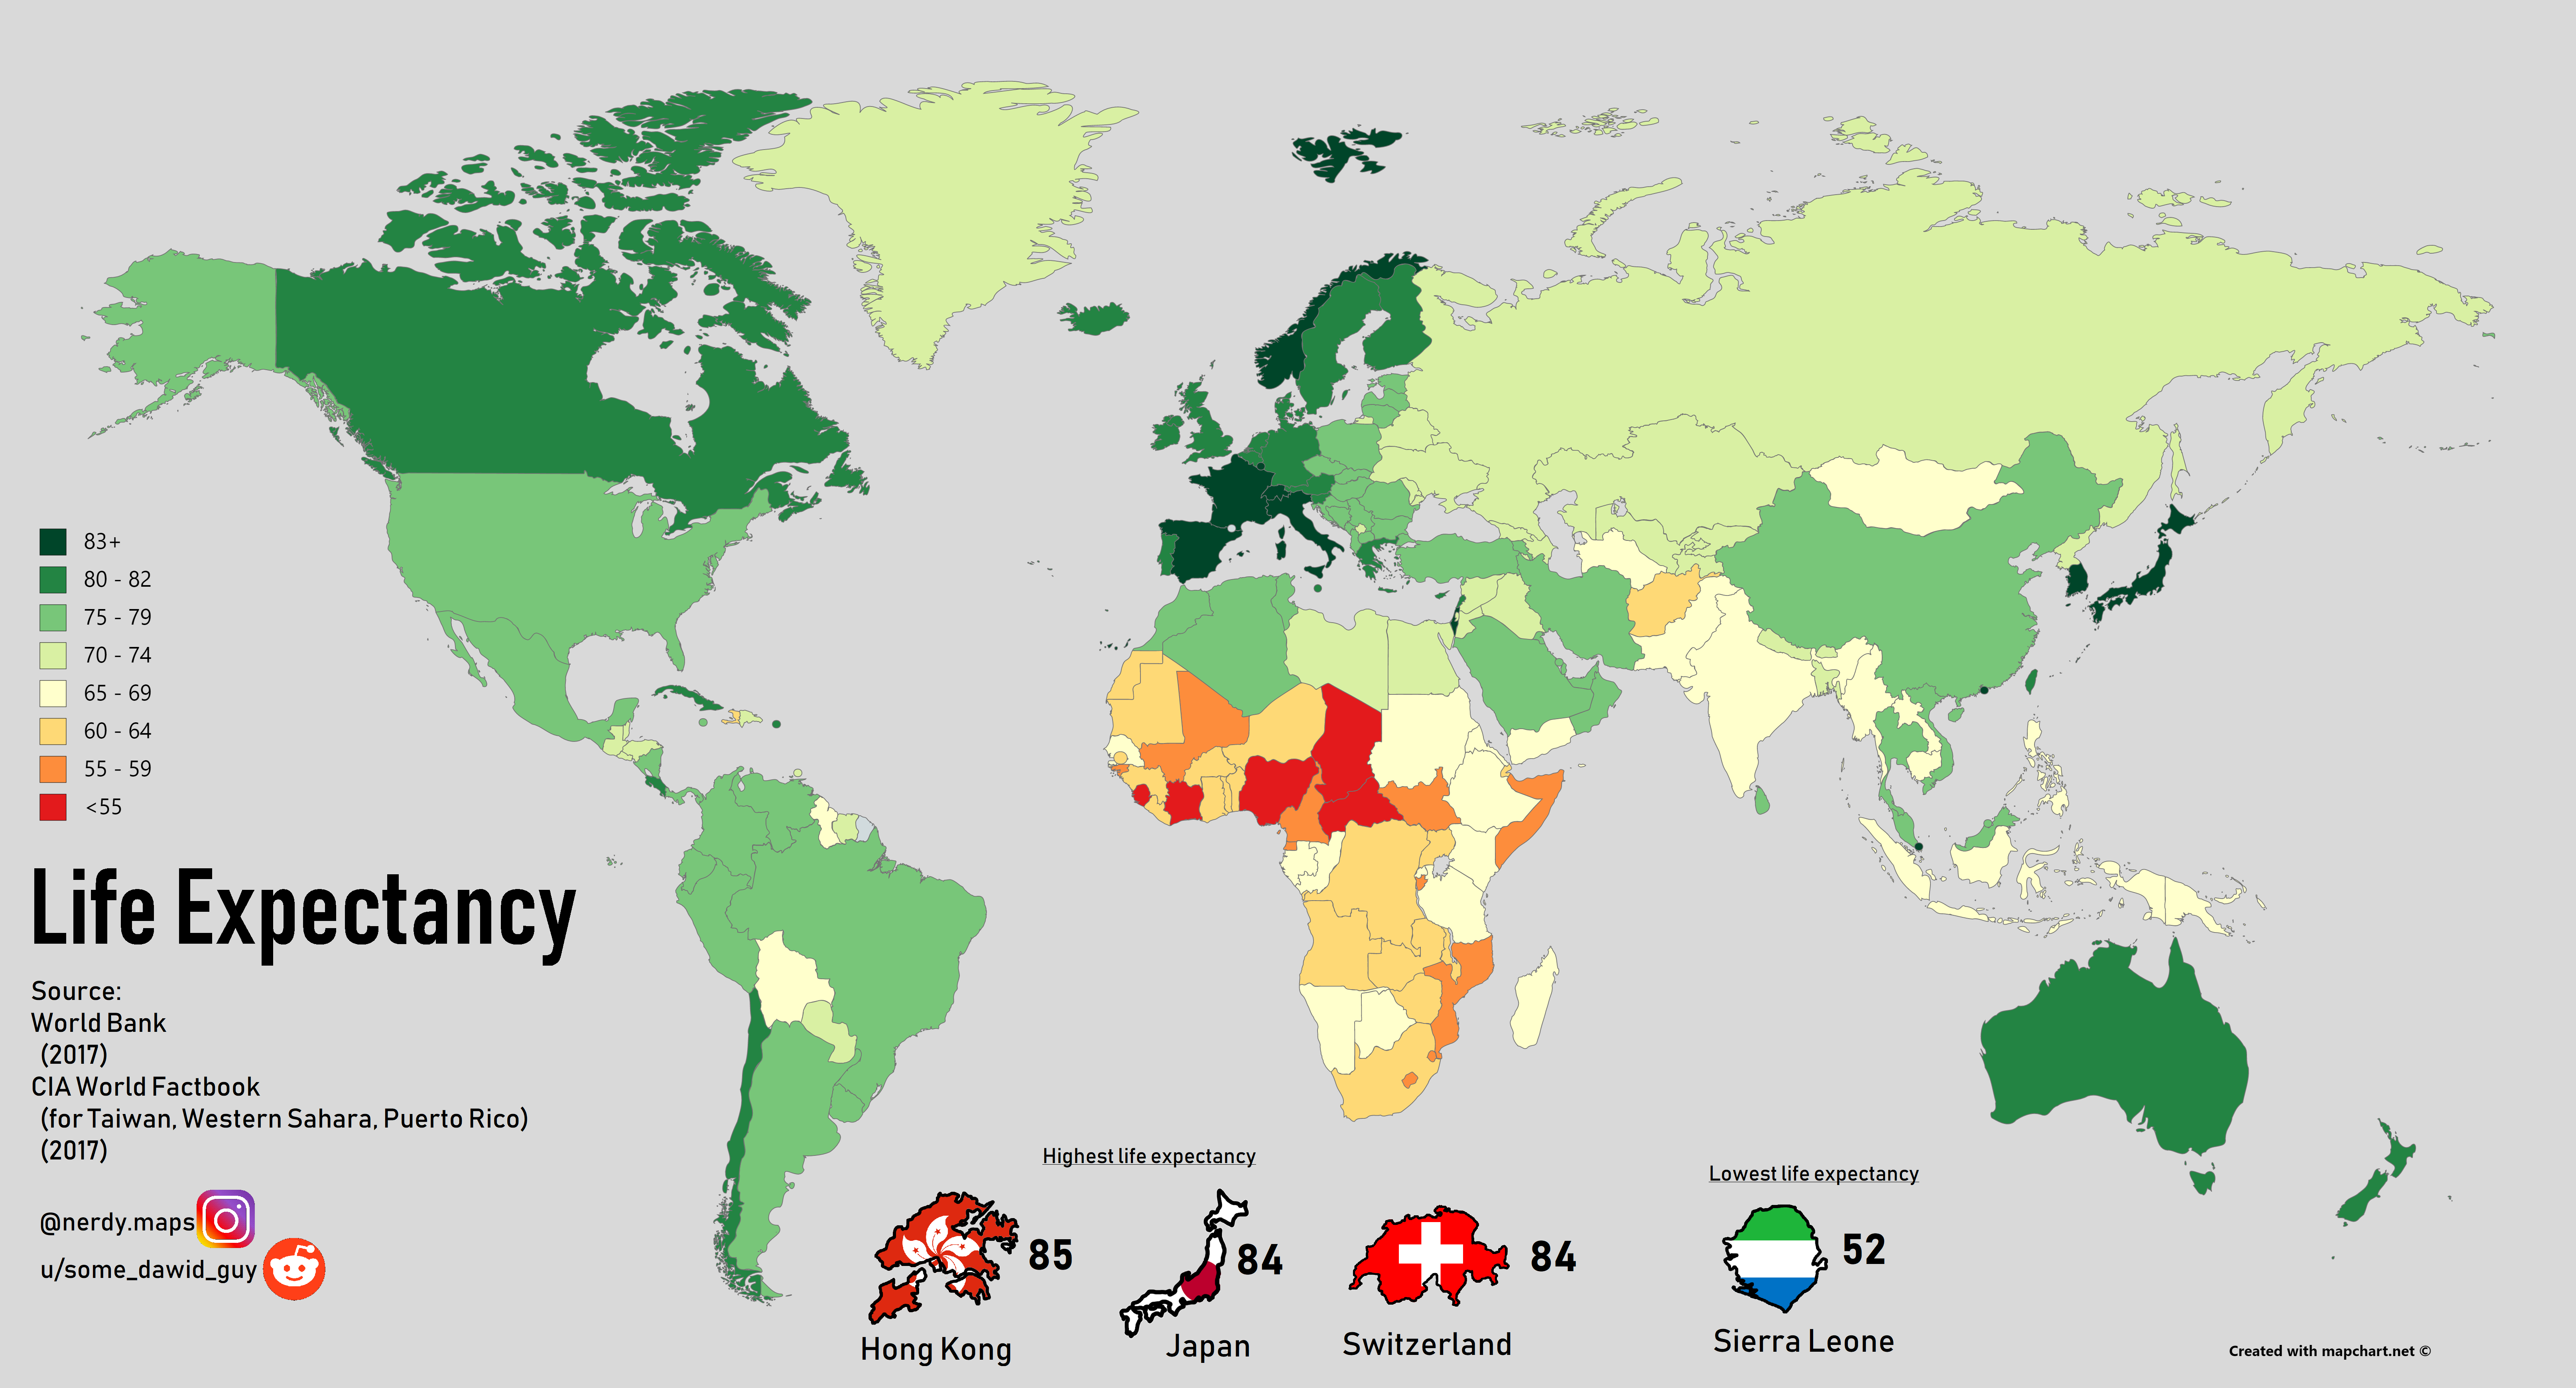 83+
80 - 82
75 - 79
70 - 74
65 - 69
60 - 64
55 - 59
<55
Life Expectancy
Source:
World Bank
(2017)
CIA World Factbook
(for Taiwan, Western Sahara, Puerto Rico)
(2017)
@nerdy.maps
u/some_dawid_guy
Highest life expectancy
85
Hong Kong
84
Japan
84
Switzerland
Lowest life expectancy
52
Sierra Leone
Created with mapchart.net ©